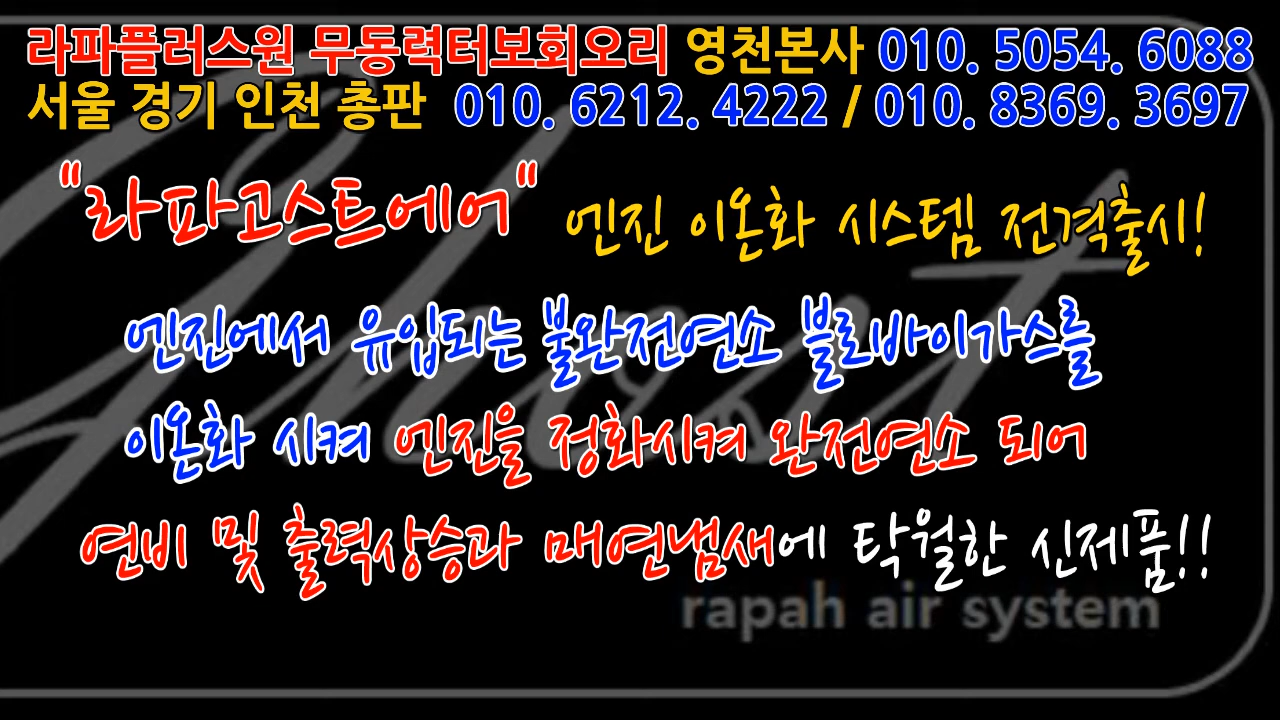 라파플러스원 무동력터보회오리 영천본사 010. 5054. 6088
서울 경기 인천 총판 010. 6212. 4222 / 010. 8369. 3697
"라파고스트에어" 엔진 이온화 시스템 전격출시!
엔진에서 유입되는 불완전연소 블로바이가스를
이온화 시켜 엔진을 정화시켜 완전연소 되어
연비 및 출력상승과 매연냄새에 탁월한 신제품!!
Ghost
rapah air system